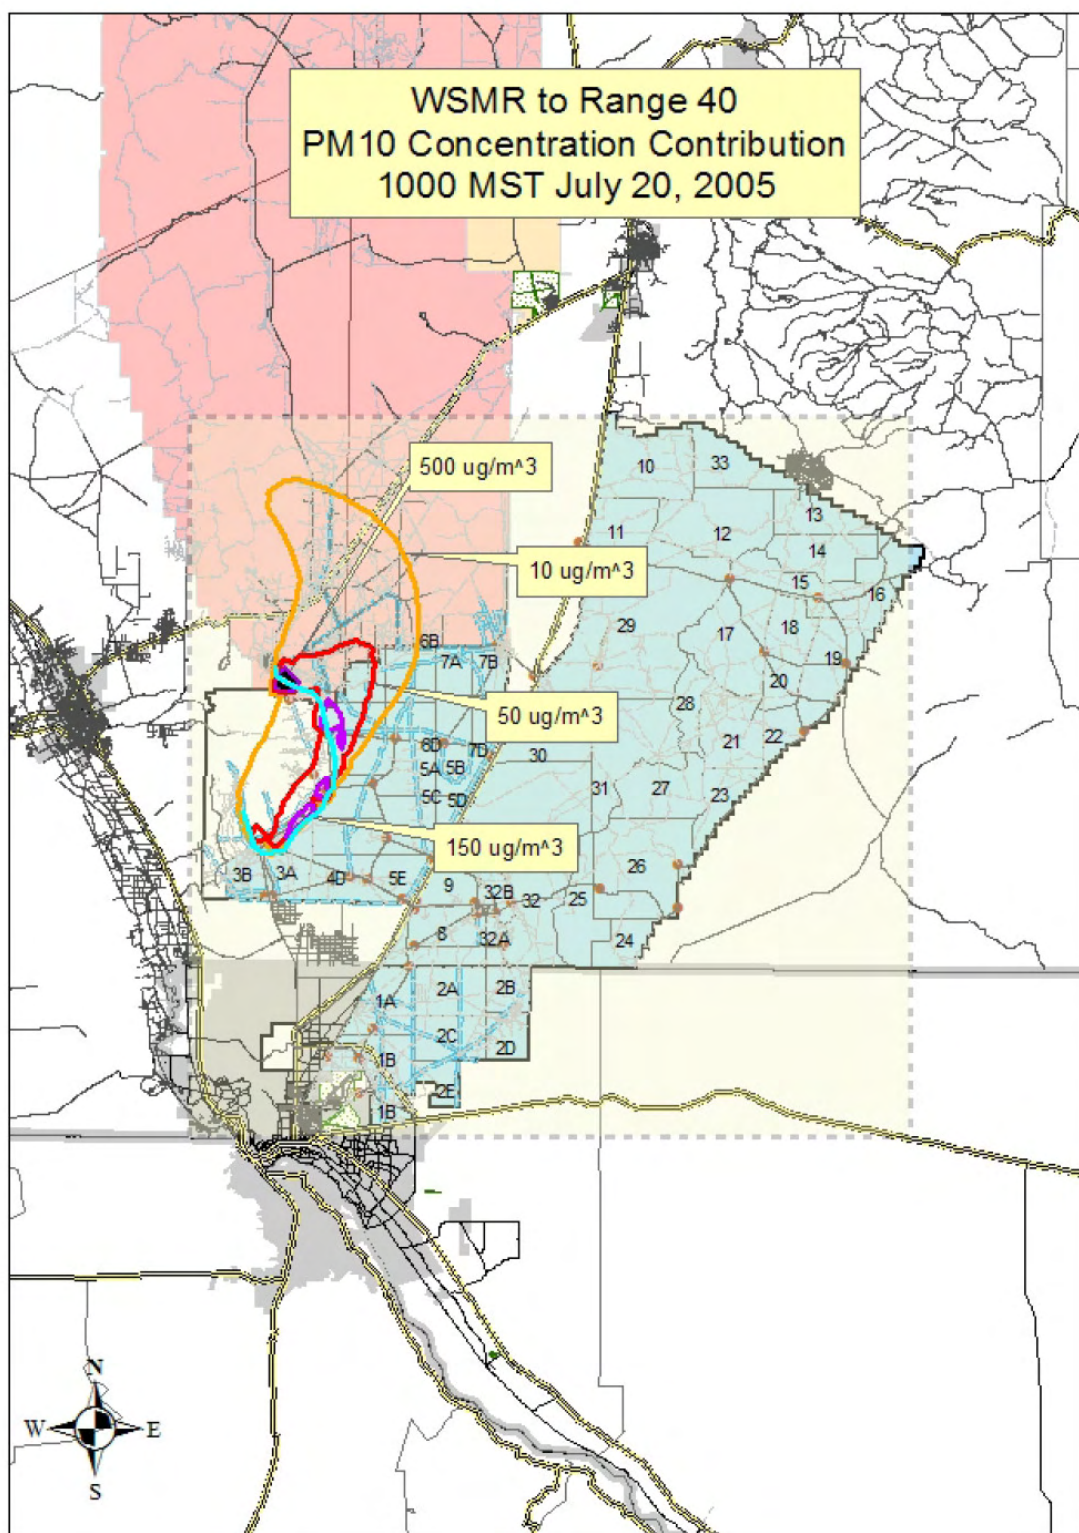 WSMR to Range 40
PM10 Concentration Contribution
1000 MST July 20, 2005
500 ug/m^3
10 ug/m^3
50 ug/m^3
150 ug/m^3
10
33
11
12
13
14
15
16
29
17
18
6B
7A
7B
19
20
28
6D
7D
30
21
22
5A
5B
5C
5D
31
27
23
3B
3A
4D
5E
9
32B
32
25
26
8
32A
24
1A
2A
2B
2C
2D
1B
2E
1B
N
W
E
S